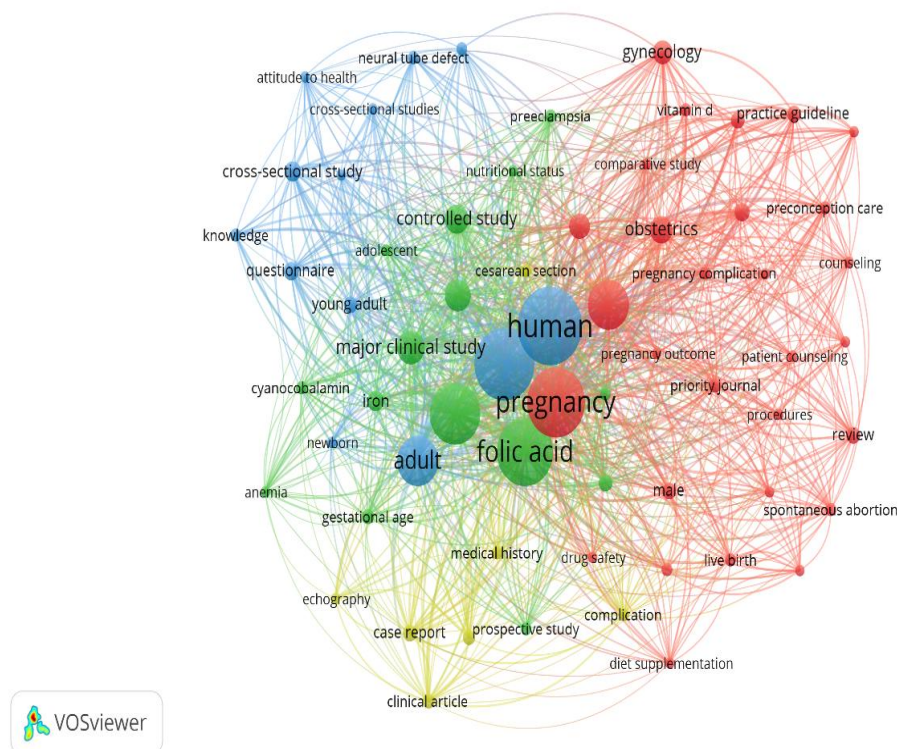 gynecology
neural tube defect
attitude to health
cross-sectional studies
vitamin d
practice guideline
preeclampsia
comparative study
nutritional status
cross-sectional study
preconception care
controlled study
obstetrics
knowledge
adolescent
counseling
questionnaire
cesarean section
pregnancy complication
young adult
human
major clinical study
pregnancy outcome
patient counseling
cyanocobalamin
priority journal
iron
pregnancy
procedures
newborn
review
folic acid
adult
anemia
male
spontaneous abortion
gestational age
medical history
drug safety
live birth
echography
complication
case report
prospective study
diet supplementation
clinical article
VOSviewer